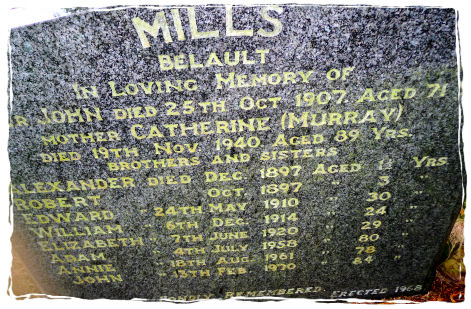 MILLS
BELAULT
IN LOVING MEMORY OF
JOHN DIED 25TH OCT 1907. AGED 71
MOTHER CATHERINE (MURRAY)
DIED 19TH NOV 1940. AGED 89 YRS.
BROTHERS AND SISTERS
ALEXANDER DIED DEC. 1897 AGED 1½ YRS
ROBERT " OCT. 1897 " 3 "
EDWARD " 24TH MAY 1910 " 30 "
WILLIAM " 6TH DEC. 1914 " 24 "
ELIZABETH " 7TH JUNE 1920 " 29 "
ADAM " 4TH JULY 1958 " 80 "
ANNIE AUG. 1961 " 78 "
JOHN FEB 1970 " 84 "
REMEMBERED. ERECTED 1968